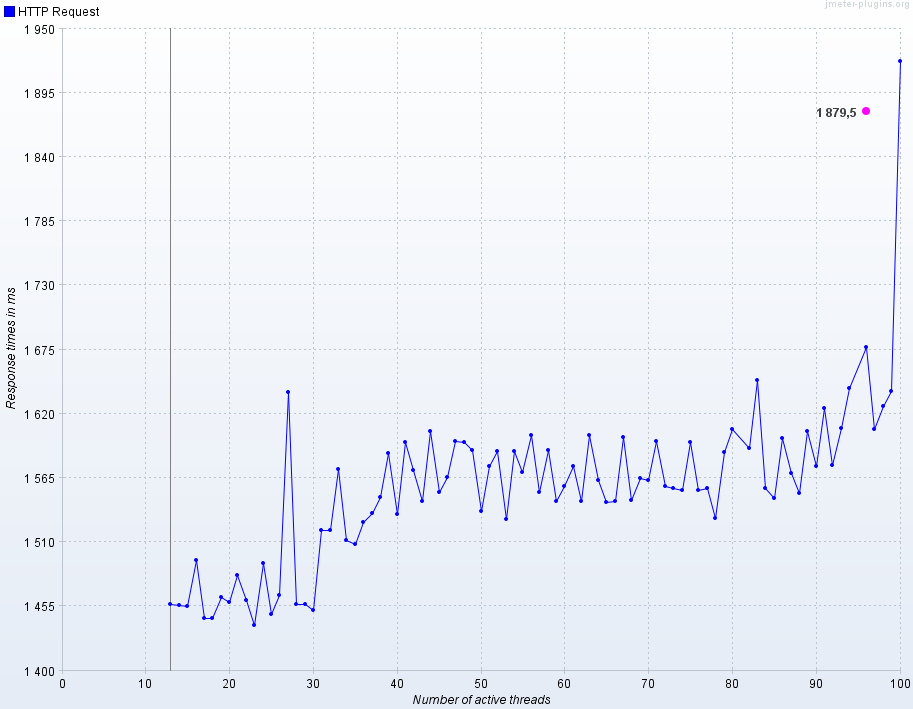 jmeter-plugins.org
HTTP Request
1 950
1 895
1 879,5
1 840
1 785
1 730
1 675
1 620
1 565
1 510
1 455
1 400
Response times in ms
0 10 20 30 40 50 60 70 80 90 100
Number of active threads